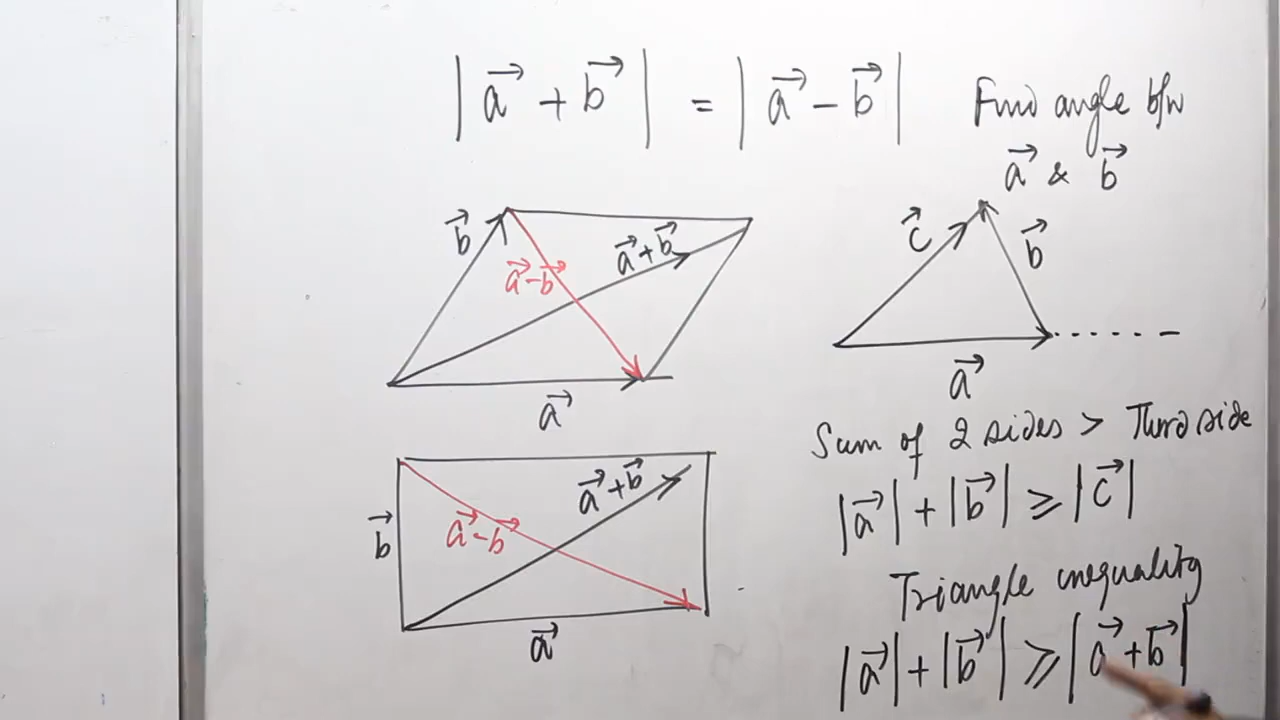 |a⃗ + b⃗| = |a⃗ - b⃗|
Find angle b/w
a⃗ & b⃗
b⃗
a⃗+b⃗
a⃗-b⃗
a⃗
c⃗
b⃗
a⃗
Sum of 2 sides > Third side
|a⃗| + |b⃗| ⩾ |c⃗|
Triangle inequality
|a⃗| + |b⃗| ⩾ |a⃗+b⃗|
a⃗+b⃗
b⃗
a⃗-b⃗
a⃗